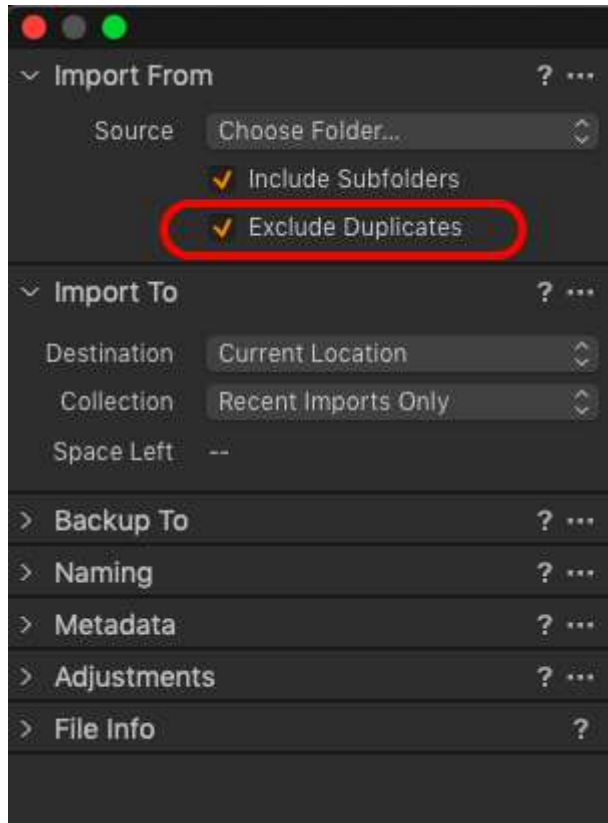 Import From ? ...
Source Choose Folder...
Include Subfolders
Exclude Duplicates
Import To ? ...
Destination Current Location
Collection Recent Imports Only
Space Left --
Backup To ? ...
Naming ? ...
Metadata ? ...
Adjustments ? ...
File Info ?